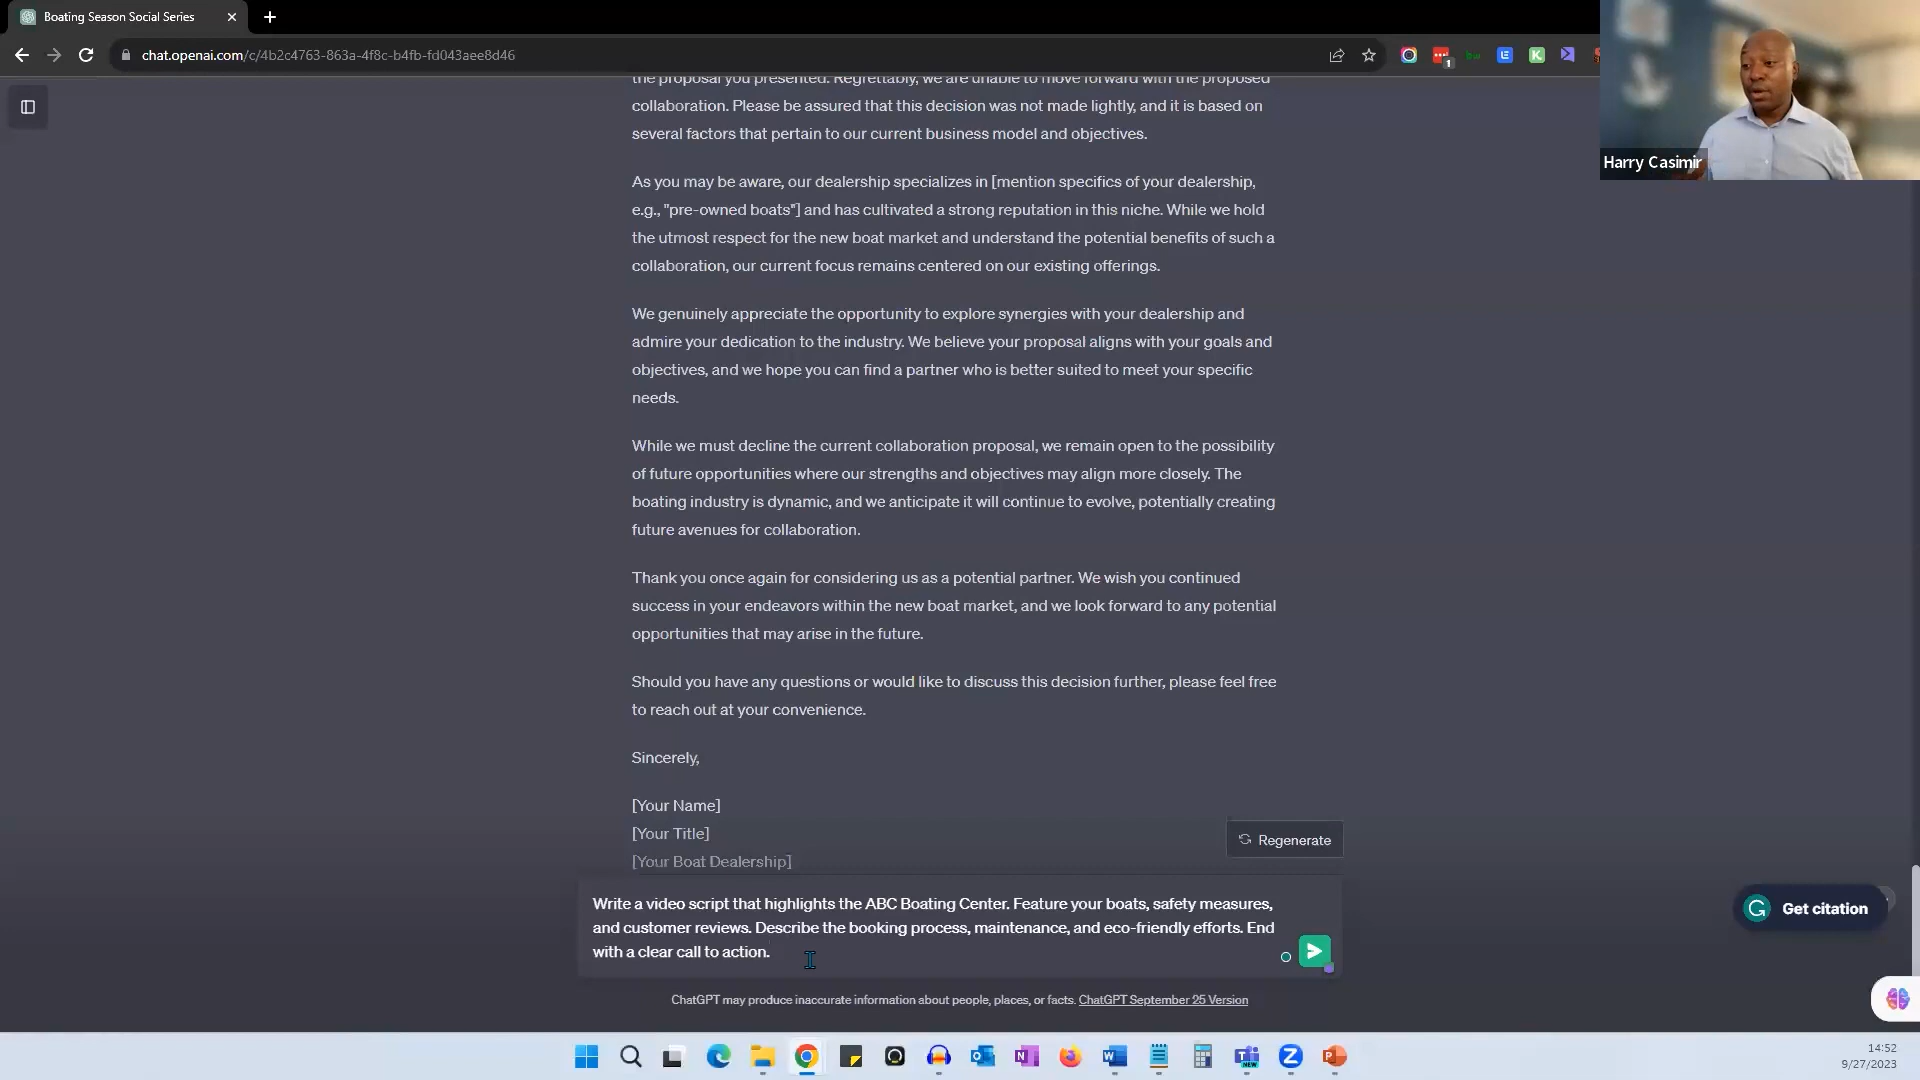 Boating Season Social Series
chat.openai.com/c/4b2c4763-863a-4f8c-b4fb-fd043aee8d46
1
Harry Casimir
the proposal you presented. Regrettably, we are unable to move forward with the proposed
collaboration. Please be assured that this decision was not made lightly, and it is based on
several factors that pertain to our current business model and objectives.
As you may be aware, our dealership specializes in [mention specifics of your dealership,
e.g., "pre-owned boats"] and has cultivated a strong reputation in this niche. While we hold
the utmost respect for the new boat market and understand the potential benefits of such a
collaboration, our current focus remains centered on our existing offerings.
We genuinely appreciate the opportunity to explore synergies with your dealership and
admire your dedication to the industry. We believe your proposal aligns with your goals and
objectives, and we hope you can find a partner who is better suited to meet your specific
needs.
While we must decline the current collaboration proposal, we remain open to the possibility
of future opportunities where our strengths and objectives may align more closely. The
boating industry is dynamic, and we anticipate it will continue to evolve, potentially creating
future avenues for collaboration.
Thank you once again for considering us as a potential partner. We wish you continued
success in your endeavors within the new boat market, and we look forward to any potential
opportunities that may arise in the future.
Should you have any questions or would like to discuss this decision further, please feel free
to reach out at your convenience.
Sincerely,
[Your Name]
[Your Title]
[Your Boat Dealership]
Regenerate
Write a video script that highlights the ABC Boating Center. Feature your boats, safety measures,
and customer reviews. Describe the booking process, maintenance, and eco-friendly efforts. End
with a clear call to action.
Get citation
ChatGPT may produce inaccurate information about people, places, or facts. ChatGPT September 25 Version
14:52
9/27/2023